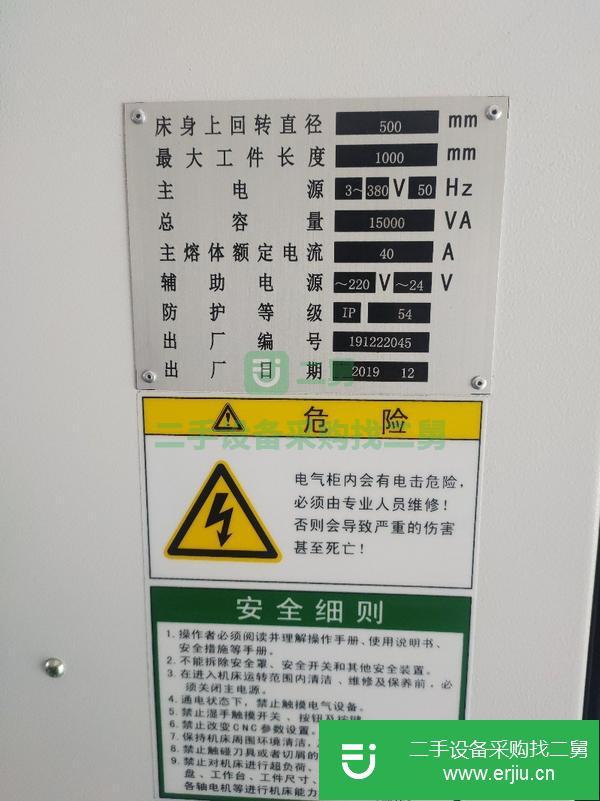 床身上回转直径 500 mm
最大工件长度 1000 mm
主电源 3~380 V 50 Hz
总容量 15000 VA
主熔体额定电流 40 A
辅助电源 ~220 V ~24 V
防护等级 IP 54
出厂编号 191222045
出厂日期 2019 12
二舅
危险
二手设备采购找二舅
电气柜内会有电击危险，
必须由专业人员维修！
否则会导致严重的伤害
甚至死亡！
安全细则
1. 操作者必须阅读并理解操作手册、使用说明书、
安全措施等手册。
2. 不能拆除安全罩、安全开关和其他安全装置。
3. 在进入机床运转范围内清洁、维修及保养前，必
须关闭主电源。
4. 通电状态下，禁止触摸电气设备。
5. 禁止湿手触摸开关、按钮及按键
6. 禁止改变CNC参数设置。
7. 保持机床周围环境清洁，
8. 禁止触碰刀具或者切屑的
9. 禁止对机床进行超负荷、
盘、工作台、工件尺寸、
各轴电机等进行机床能力
二手设备采购找二舅
www.erjiu.cn